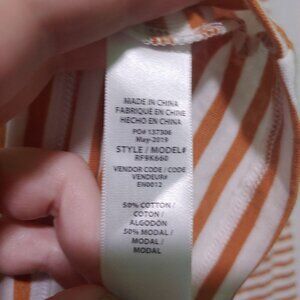 MADE IN CHINA
FABRIQUÉ EN CHINE
HECHO EN CHINA
PO# 137306
May-2019
STYLE / MODEL#
RF9K660
VENDOR CODE / CODE
VENDEUR#
EN0012
50% COTTON /
COTON /
ALGODÓN
50% MODAL /
MODAL /
MODAL